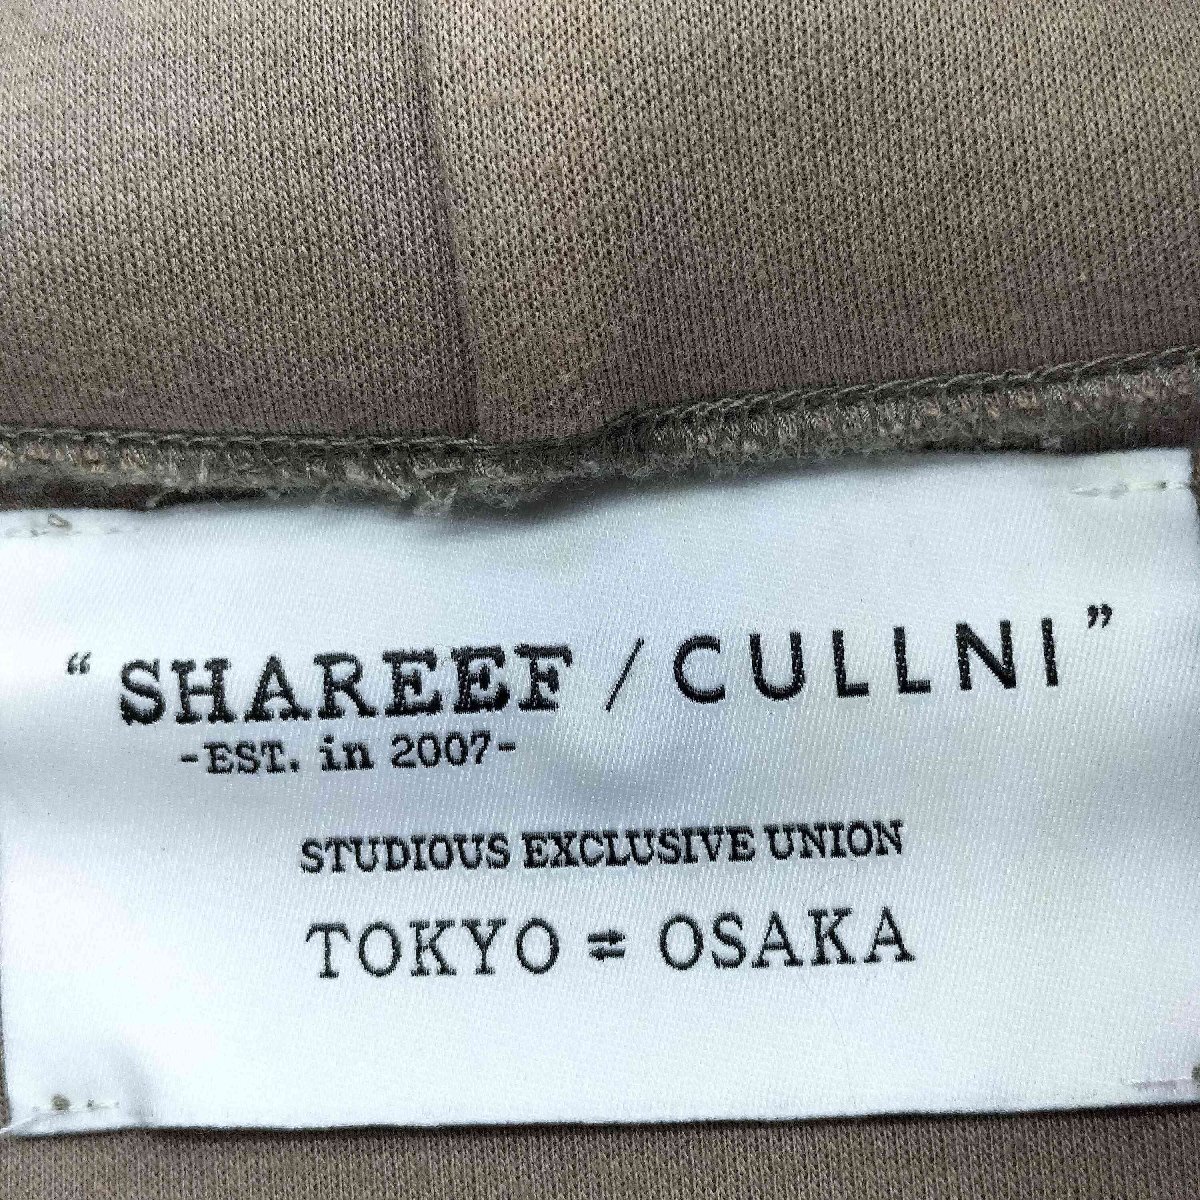 “SHAREEF / CULLNI”
-EST. in 2007-
STUDIOUS EXCLUSIVE UNION
TOKYO ⇄ OSAKA